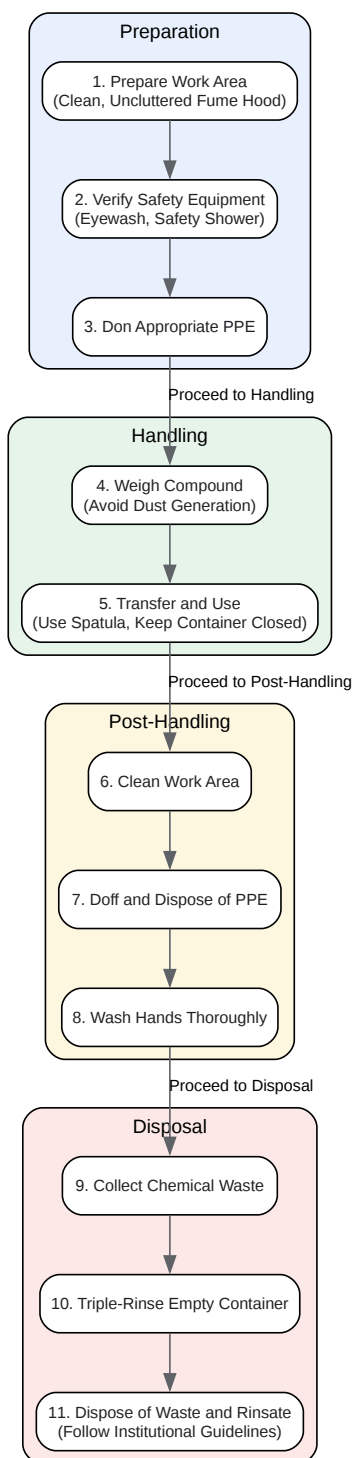 Preparation
1. Prepare Work Area
(Clean, Uncluttered Fume Hood)
2. Verify Safety Equipment
(Eyewash, Safety Shower)
3. Don Appropriate PPE
Proceed to Handling
Handling
4. Weigh Compound
(Avoid Dust Generation)
5. Transfer and Use
(Use Spatula, Keep Container Closed)
Proceed to Post-Handling
Post-Handling
6. Clean Work Area
7. Doff and Dispose of PPE
8. Wash Hands Thoroughly
Proceed to Disposal
Disposal
9. Collect Chemical Waste
10. Triple-Rinse Empty Container
11. Dispose of Waste and Rinsate
(Follow Institutional Guidelines)